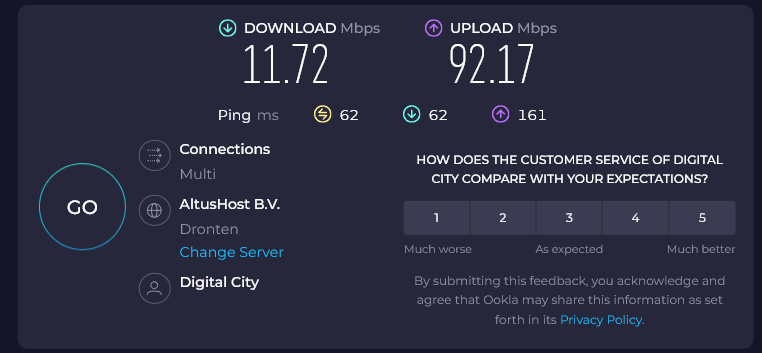 DOWNLOAD Mbps
UPLOAD Mbps
11.72
92.17
Ping ms 62 62 161
Connections
Multi
GO
AltusHost B.V.
Dronten
Change Server
Digital City
HOW DOES THE CUSTOMER SERVICE OF DIGITAL
CITY COMPARE WITH YOUR EXPECTATIONS?
1 2 3 4 5
Much worse As expected Much better
By submitting this feedback, you acknowledge and
agree that Ookla may share this information as set
forth in its Privacy Policy.